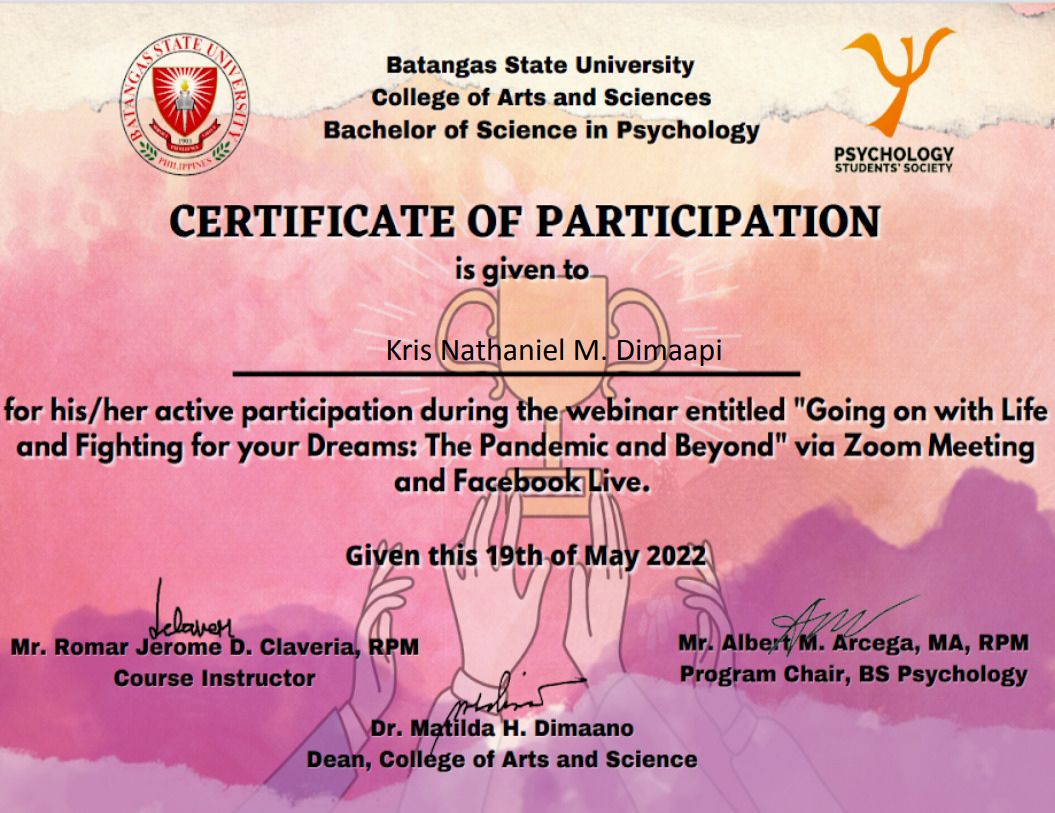 BATANGAS STATE UNIVERSITY
1903
PHILIPPINES
Batangas State University
College of Arts and Sciences
Bachelor of Science in Psychology
PSYCHOLOGY
STUDENTS' SOCIETY
CERTIFICATE OF PARTICIPATION
is given to
Kris Nathaniel M. Dimaapi
for his/her active participation during the webinar entitled "Going on with Life
and Fighting for your Dreams: The Pandemic and Beyond" via Zoom Meeting
and Facebook Live.
Given this 19th of May 2022
Mr. Romar Jerome D. Claveria, RPM
Course Instructor
Mr. Albert M. Arcega, MA, RPM
Program Chair, BS Psychology
Dr. Matilda H. Dimaano
Dean, College of Arts and Science